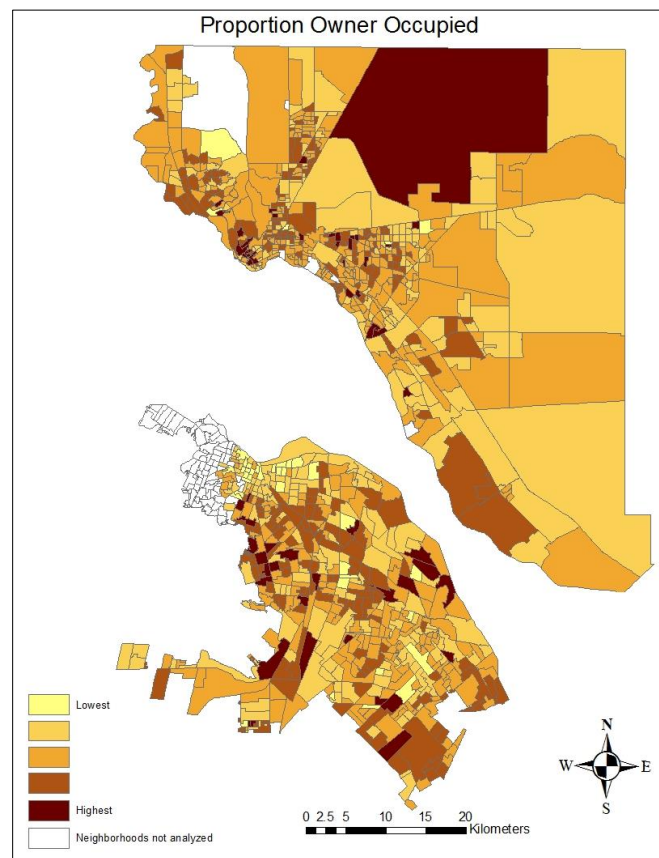 Proportion Owner Occupied
Lowest
Highest
Neighborhoods not analyzed
N
W E
S
0 2.5 5 10 15 20
Kilometers